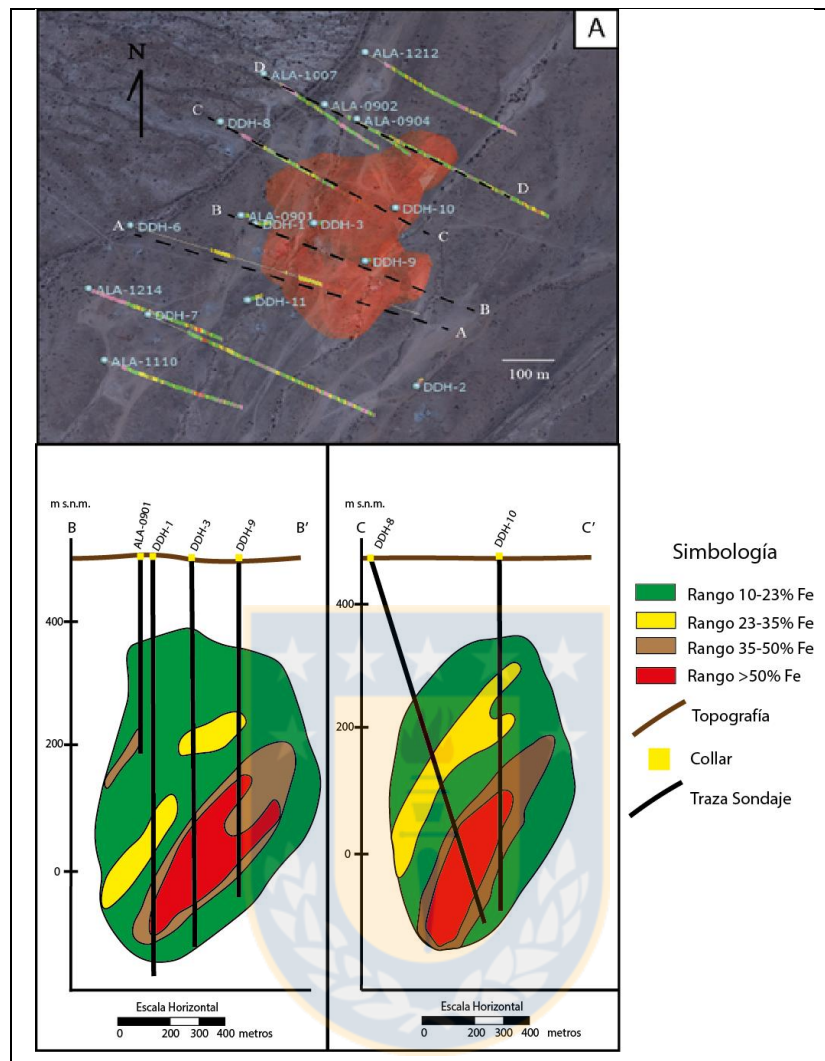 A
N
ALA-1212
D
ALA-1007
ALA-0902
C
ALA-0904
DDH-8
DDH-10
D
B
ALA-0901
DDH-1
DDH-3
C
A
DDH-6
DDH-9
ALA-1214
DDH-11
B
DDH-7
A
ALA-1110
100 m
DDH-2
m s.n.m.
B
ALA-0901
DDH-1
DDH-3
DDH-9
B'
400
200
0
Escala Horizontal
0 200 300 400 metros
m s.n.m.
C
DDH-8
DDH-10
C'
400
200
0
Escala Horizontal
0 200 300 400 metros
Simbología
Rango 10-23% Fe
Rango 23-35% Fe
Rango 35-50% Fe
Rango >50% Fe
Topografía
Collar
Traza Sondaje